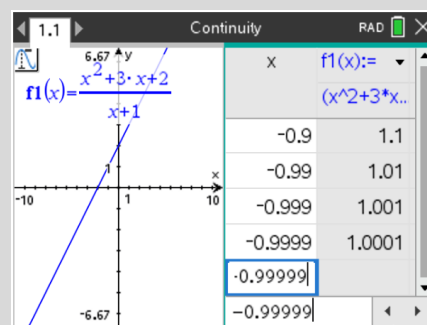 1.1 Continuity RAD
6.67 y
f1(x)=(x^2+3·x+2)/(x+1)
1
x
-10 1 10
-6.67
x f1(x):=
(x^2+3*x...
-0.9 1.1
-0.99 1.01
-0.999 1.001
-0.9999 1.0001
-0.99999
-0.99999